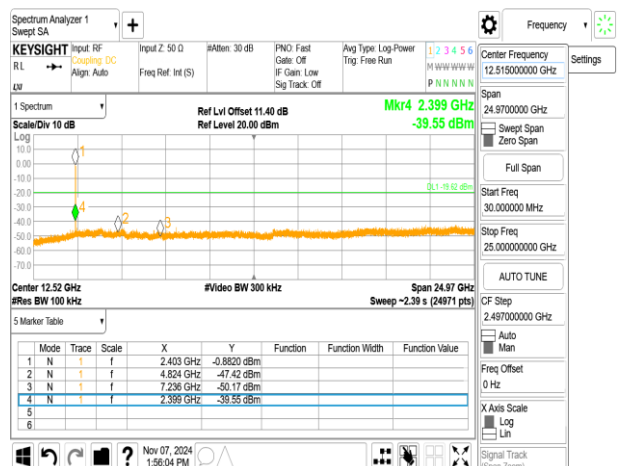 Spectrum Analyzer 1
Swept SA
+
Frequency
KEYSIGHT
Input: RF
Input Z: 50 Ω
#Atten: 30 dB
PNO: Fast
Avg Type: Log-Power
1 2 3 4 5 6
RL
Coupling: DC
Gate: Off
Trig: Free Run
Align: Auto
Freq Ref: Int (S)
IF Gain: Low
M W W W W W
Sig Track: Off
P N N N N N
1 Spectrum
Ref Lvl Offset 11.40 dB
Mkr4 2.399 GHz
Scale/Div 10 dB
Ref Level 20.00 dBm
-39.55 dBm
Log
10.0
0.00
-10.0
-20.0
-30.0
-40.0
-50.0
-60.0
-70.0
1
2
3
4
DL1 -19.62 dBm
Center 12.52 GHz
#Video BW 300 kHz
Span 24.97 GHz
#Res BW 100 kHz
Sweep ~2.39 s (24971 pts)
5 Marker Table
Mode Trace Scale X Y Function Function Width Function Value
1 N 1 f 2.403 GHz -0.8820 dBm
2 N 1 f 4.824 GHz -47.42 dBm
3 N 1 f 7.236 GHz -50.17 dBm
4 N 1 f 2.399 GHz -39.55 dBm
5
6
?
Nov 07, 2024
1:56:04 PM
Center Frequency
12.515000000 GHz
Settings
Span
24.9700000 GHz
Swept Span
Zero Span
Full Span
Start Freq
30.000000 MHz
Stop Freq
25.000000000 GHz
AUTO TUNE
CF Step
2.497000000 GHz
Auto
Man
Freq Offset
0 Hz
X Axis Scale
Log
Lin
Signal Track
(Span Zoom)